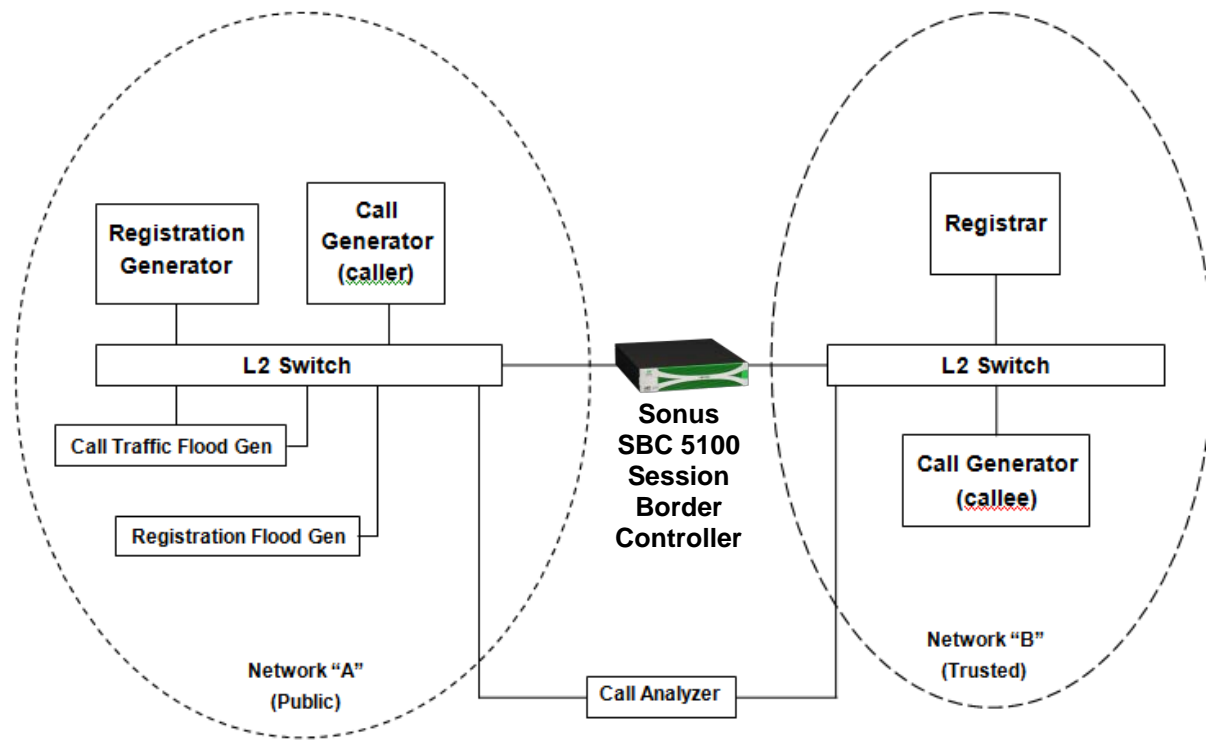 Registration
Generator
Call
Generator
(caller)
L2 Switch
Call Traffic Flood Gen
Registration Flood Gen
Network “A”
(Public)
Sonus
SBC 5100
Session
Border
Controller
Call Analyzer
Registrar
L2 Switch
Call Generator
(callee)
Network “B”
(Trusted)